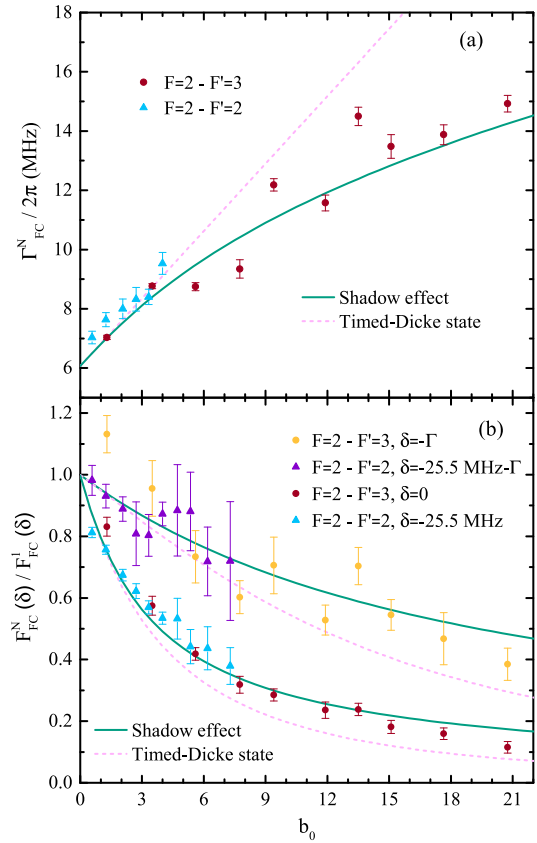 (a)
18
16
14
12
10
8
6
Γ^N_FC / 2π (MHz)
F=2 - F'=3
F=2 - F'=2
Shadow effect
Timed-Dicke state
(b)
1.2
1.0
0.8
0.6
0.4
0.2
0.0
F^N_FC (δ) / F^1_FC (δ)
F=2 - F'=3, δ=-Γ
F=2 - F'=2, δ=-25.5 MHz-Γ
F=2 - F'=3, δ=0
F=2 - F'=2, δ=-25.5 MHz
Shadow effect
Timed-Dicke state
0 3 6 9 12 15 18 21
b_0